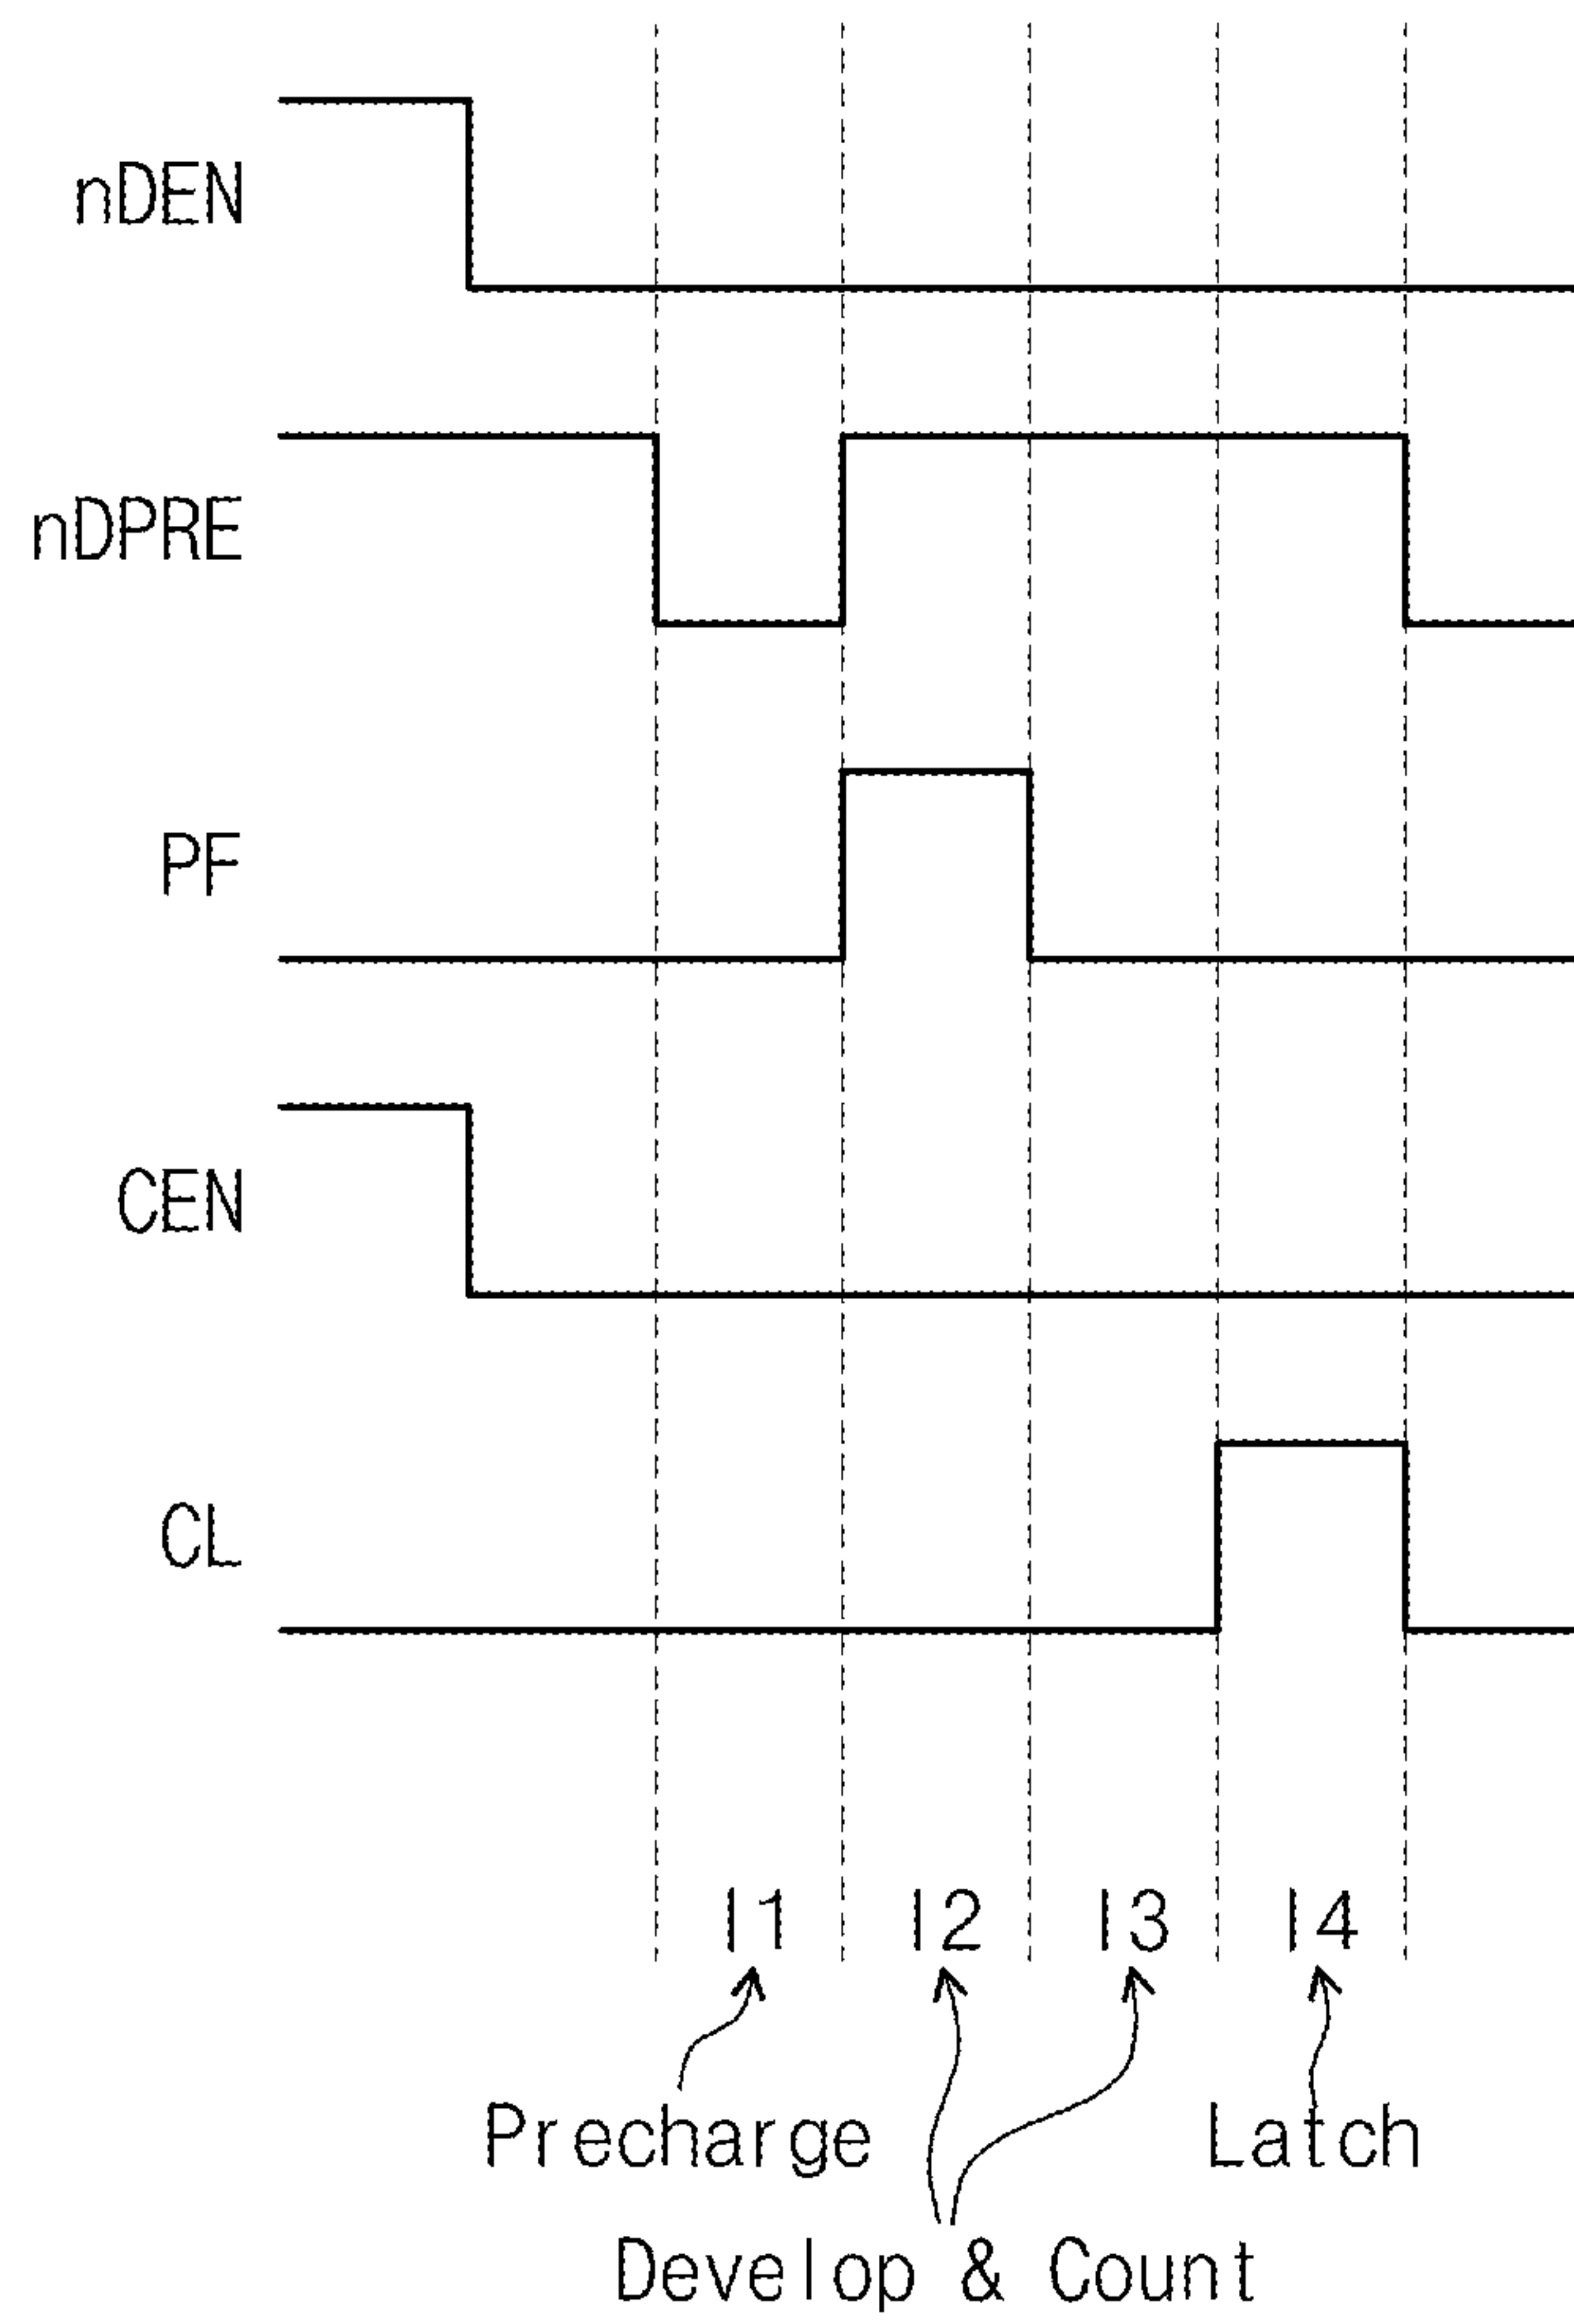 nDEN
nDPRE
PF
CEN
CL
I1 I2 I3 I4
Precharge Latch
Develop & Count